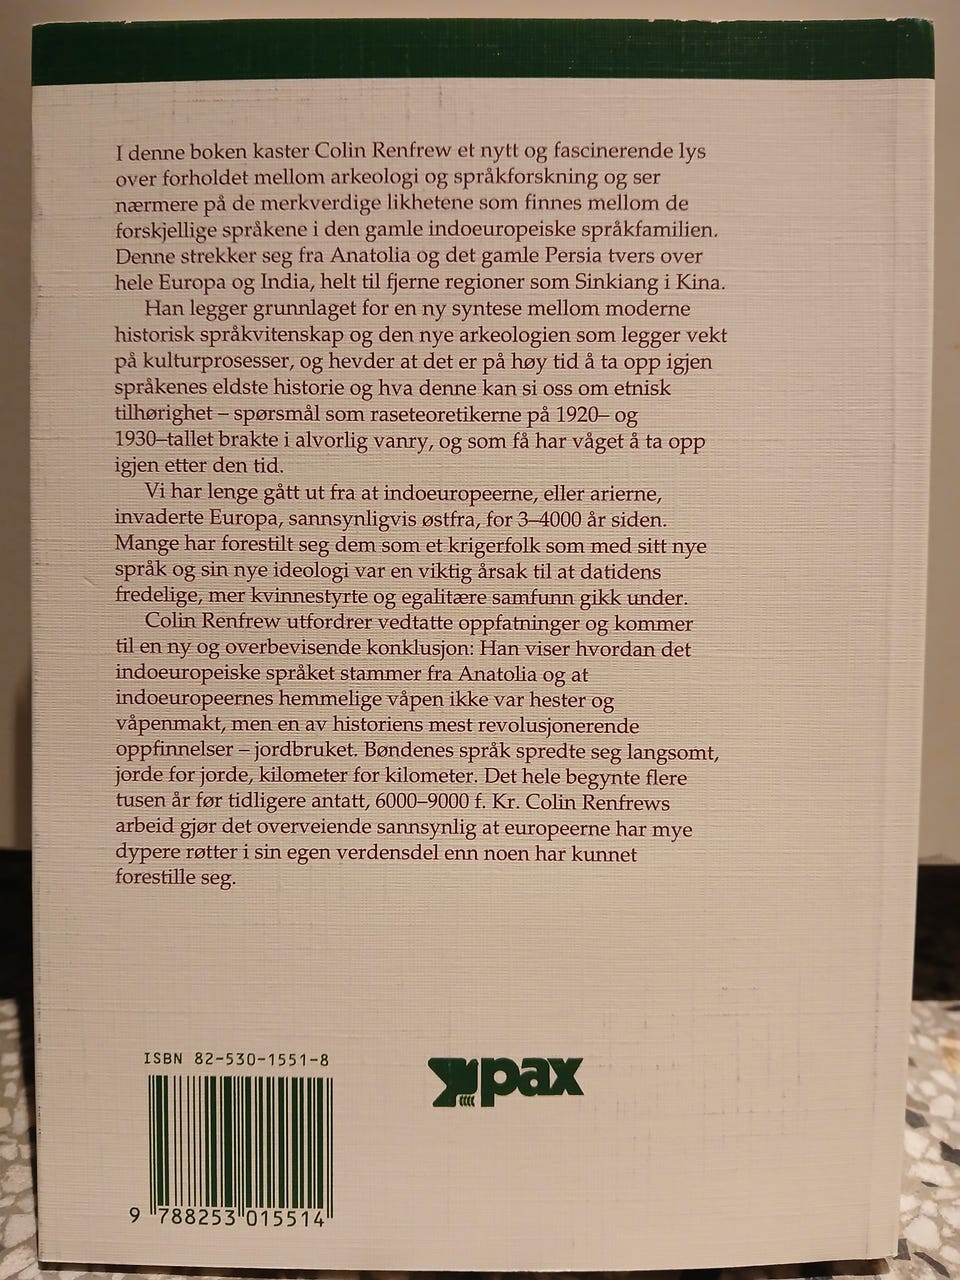 I denne boken kaster Colin Renfrew et nytt og fascinerende lys
over forholdet mellom arkeologi og språkforskning og ser
nærmere på de merkverdige likhetene som finnes mellom de
forskjellige språkene i den gamle indoeuropeiske språkfamilien.
Denne strekker seg fra Anatolia og det gamle Persia tvers over
hele Europa og India, helt til fjerne regioner som Sinkiang i Kina.
Han legger grunnlaget for en ny syntese mellom moderne
historisk språkvitenskap og den nye arkeologien som legger vekt
på kulturprosesser, og hevder at det er på høy tid å ta opp igjen
språkenes eldste historie og hva denne kan si oss om etnisk
tilhørighet – spørsmål som raseteoretikerne på 1920– og
1930–tallet brakte i alvorlig vanry, og som få har våget å ta opp
igjen etter den tid.
Vi har lenge gått ut fra at indoeuropeerne, eller arierne,
invaderte Europa, sannsynligvis østfra, for 3–4000 år siden.
Mange har forestilt seg dem som et krigerfolk som med sitt nye
språk og sin nye ideologi var en viktig årsak til at datidens
fredelige, mer kvinnestyrte og egalitære samfunn gikk under.
Colin Renfrew utfordrer vedtatte oppfatninger og kommer
til en ny og overbevisende konklusjon: Han viser hvordan det
indoeuropeiske språket stammer fra Anatolia og at
indoeuropeernes hemmelige våpen ikke var hester og
våpenmakt, men en av historiens mest revolusjonerende
oppfinnelser – jordbruket. Bøndenes språk spredte seg langsomt,
jorde for jorde, kilometer for kilometer. Det hele begynte flere
tusen år før tidligere antatt, 6000–9000 f. Kr. Colin Renfrews
arbeid gjør det overveiende sannsynlig at europeerne har mye
dypere røtter i sin egen verdensdel enn noen har kunnet
forestille seg.
ISBN 82-530-1551-8
pax
9 788253 015514